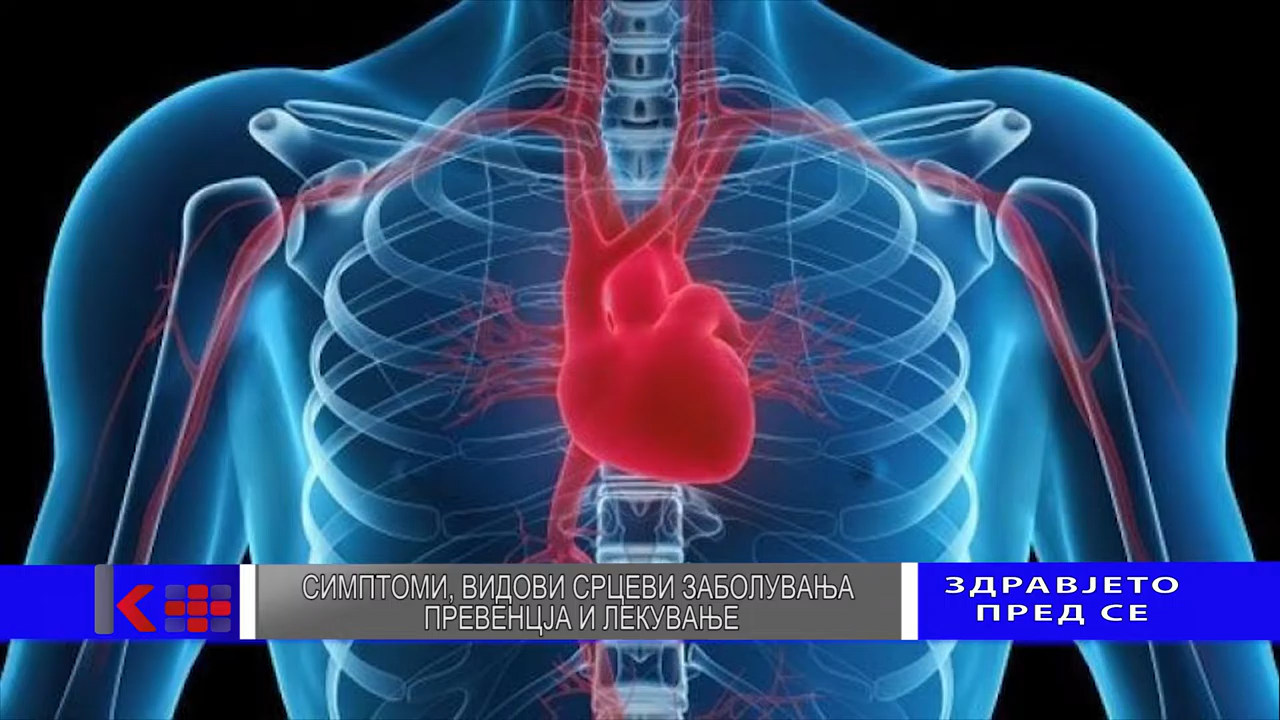 СИМПТОМИ, ВИДОВИ СРЦЕВИ ЗАБОЛУВАЊА
ПРЕВЕНЦЈА И ЛЕКУВАЊЕ
ЗДРАВЈЕТО
ПРЕД СЕ